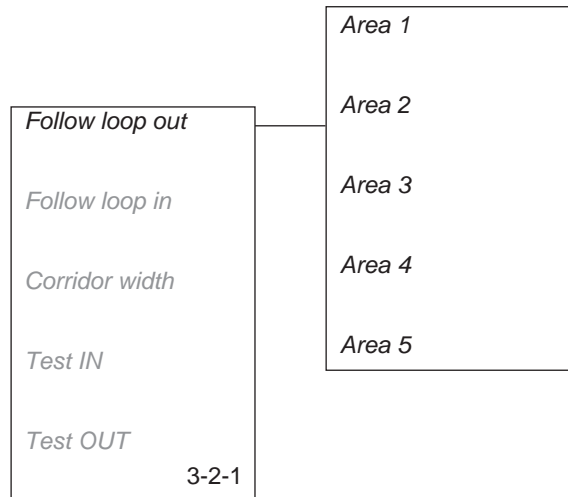 Follow loop out
Follow loop in
Corridor width
Test IN
Test OUT
3-2-1
Area 1
Area 2
Area 3
Area 4
Area 5